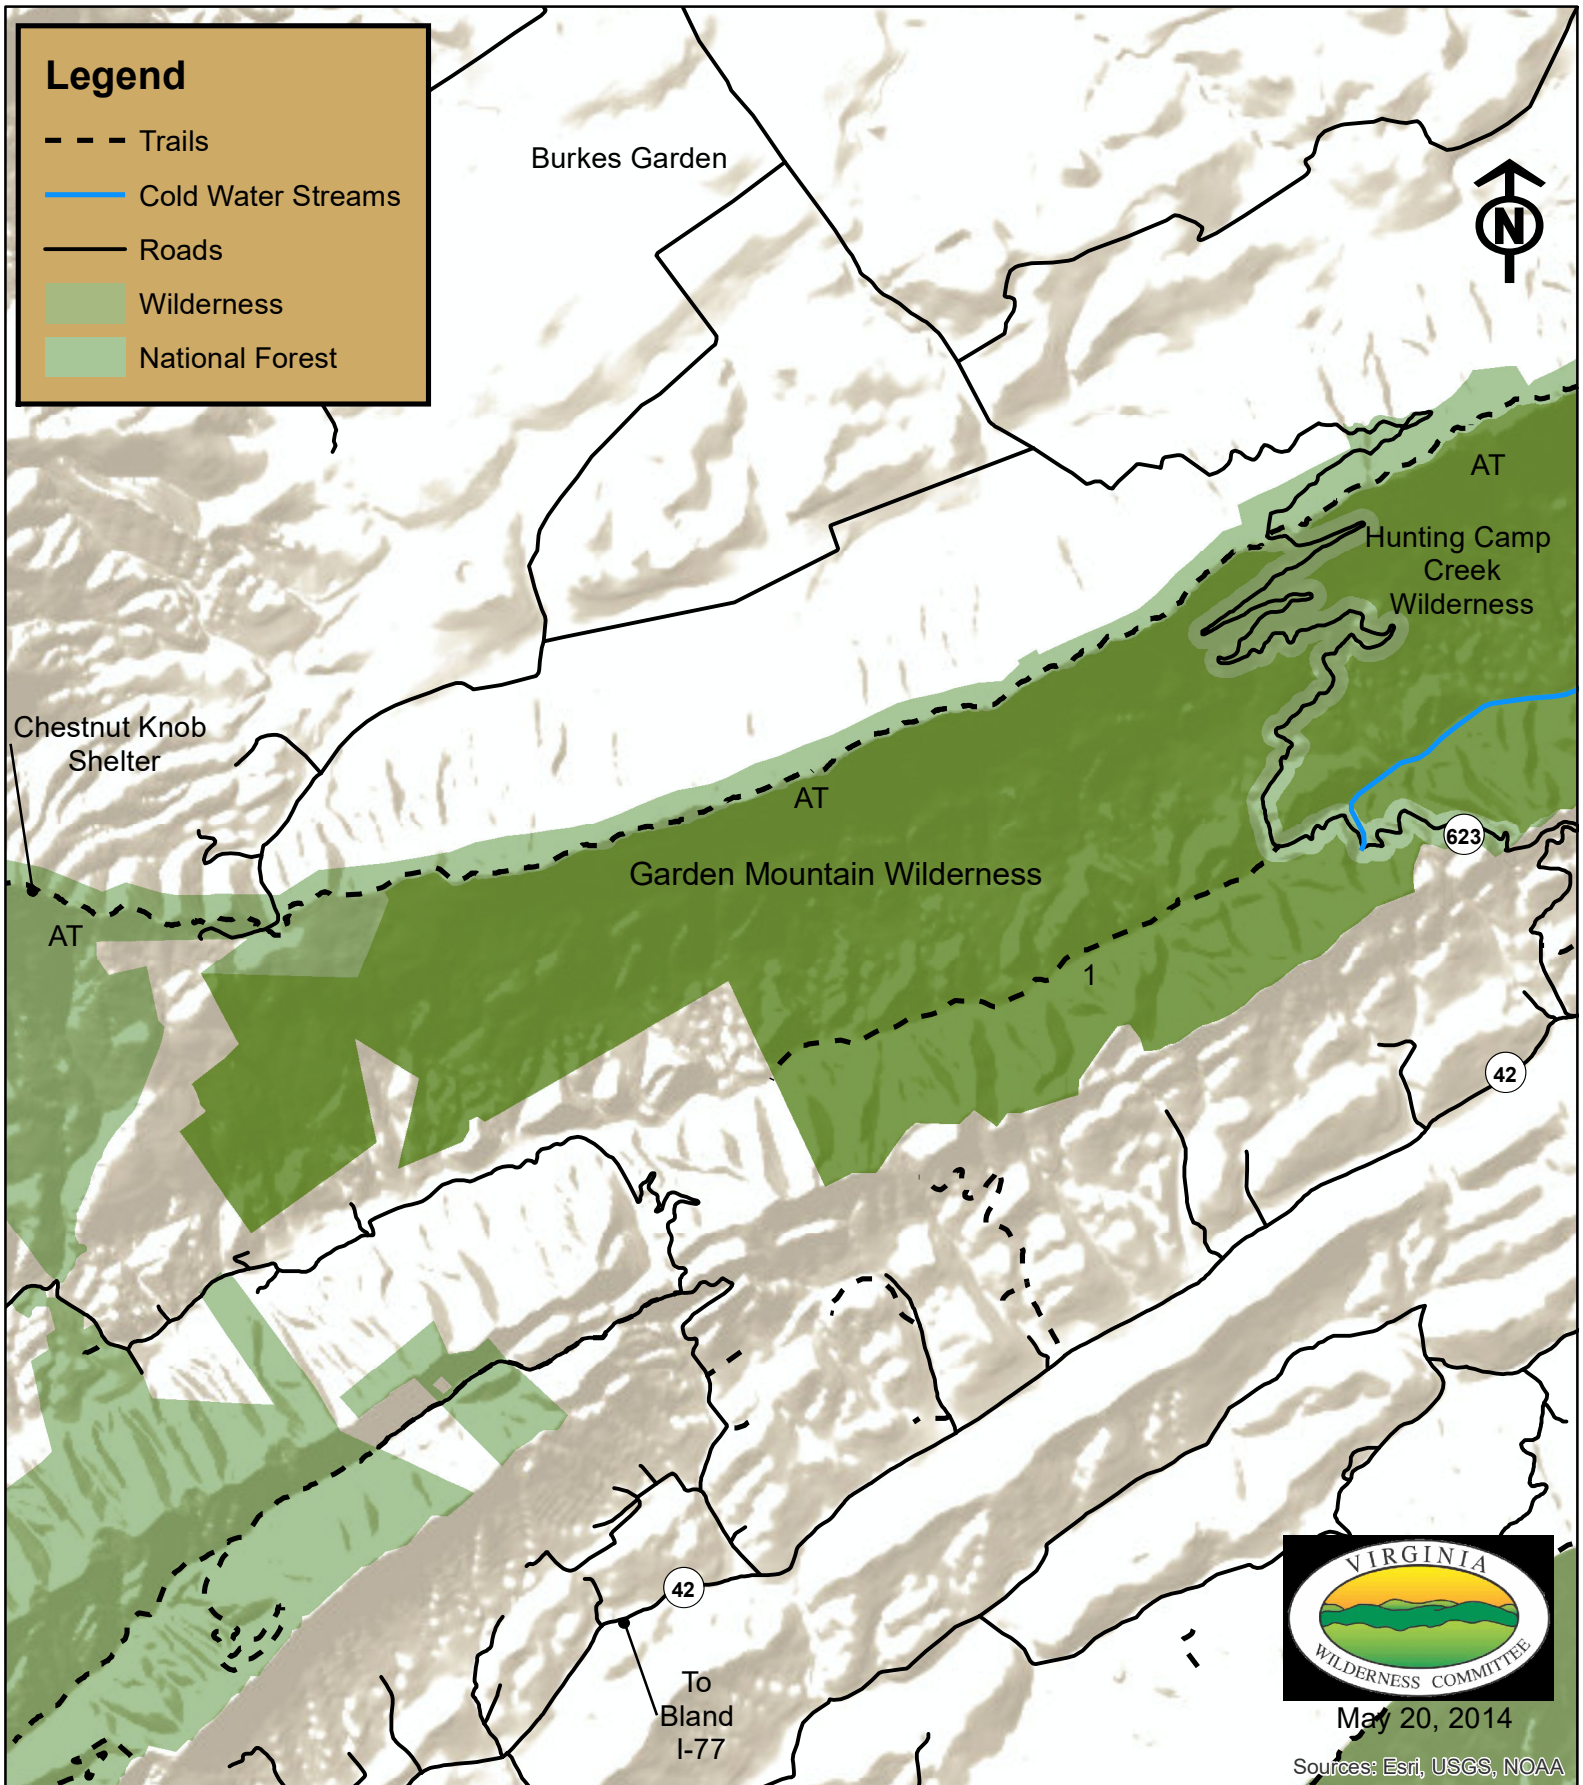 Legend
Trails
Cold Water Streams
Roads
Wilderness
National Forest
Burkes Garden
N
AT
Hunting Camp
Creek
Wilderness
Chestnut Knob
Shelter
AT
623
Garden Mountain Wilderness
AT
1
42
42
To
Bland
I-77
VIRGINIA
WILDERNESS COMMITTEE
May 20, 2014
Sources: Esri, USGS, NOAA